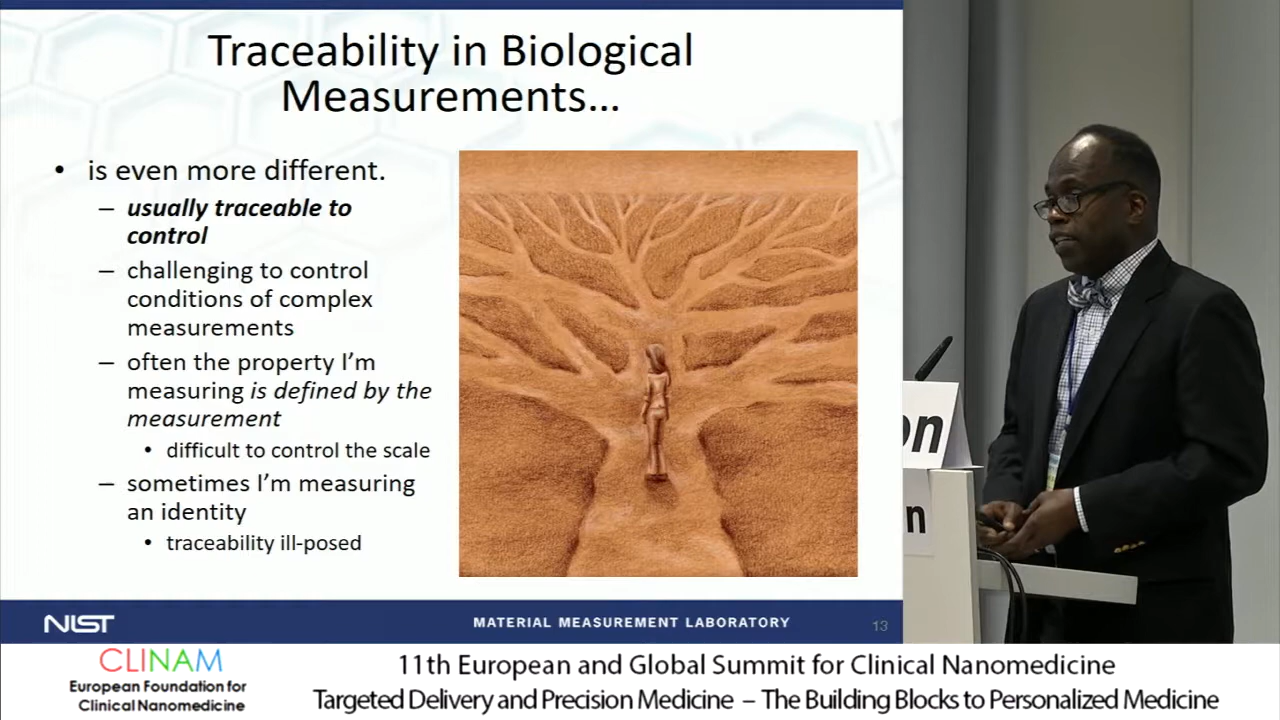 Traceability in Biological
Measurements…
• is even more different.
– usually traceable to
control
– challenging to control
conditions of complex
measurements
– often the property I’m
measuring is defined by the
measurement
• difficult to control the scale
– sometimes I’m measuring
an identity
• traceability ill-posed
NIST
MATERIAL MEASUREMENT LABORATORY
13
on
n
CLINAM
European Foundation for
Clinical Nanomedicine
11th European and Global Summit for Clinical Nanomedicine
Targeted Delivery and Precision Medicine – The Building Blocks to Personalized Medicine